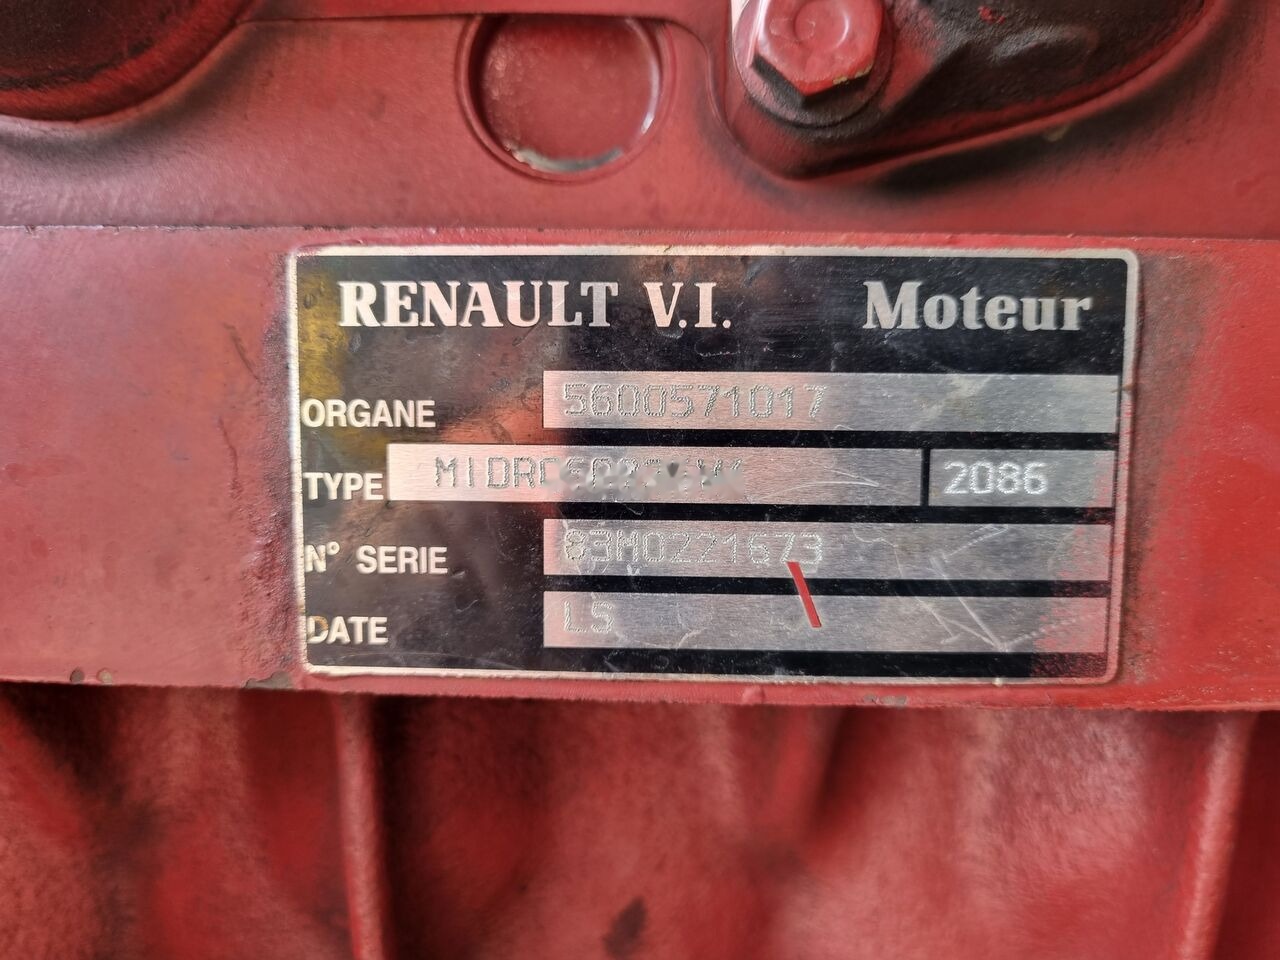 RENAULT V.I. Moteur
ORGANE 5600571017
TYPE 2086
N° SERIE 83M0221673
DATE LS